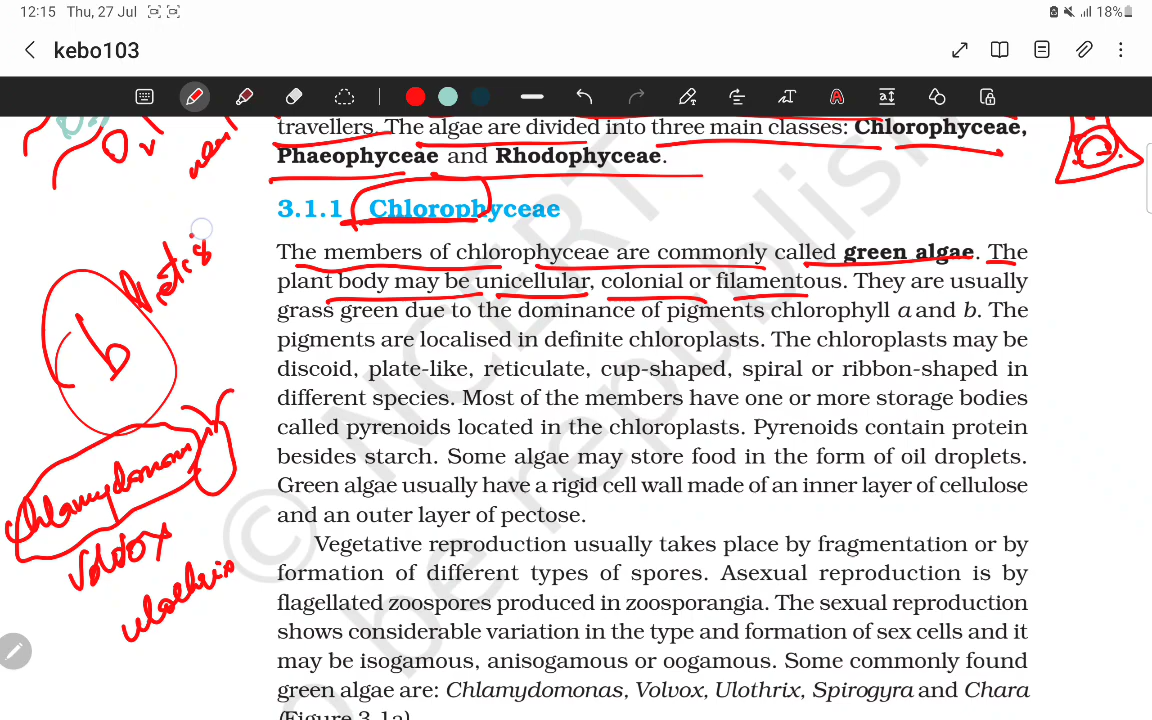 12:15 Thu, 27 Jul
18%
kebo103
travellers. The algae are divided into three main classes: Chlorophyceae,
Phaeophyceae and Rhodophyceae.
3.1.1 Chlorophyceae
The members of chlorophyceae are commonly called green algae. The
plant body may be unicellular, colonial or filamentous. They are usually
grass green due to the dominance of pigments chlorophyll a and b. The
pigments are localised in definite chloroplasts. The chloroplasts may be
discoid, plate-like, reticulate, cup-shaped, spiral or ribbon-shaped in
different species. Most of the members have one or more storage bodies
called pyrenoids located in the chloroplasts. Pyrenoids contain protein
besides starch. Some algae may store food in the form of oil droplets.
Green algae usually have a rigid cell wall made of an inner layer of cellulose
and an outer layer of pectose.
Vegetative reproduction usually takes place by fragmentation or by
formation of different types of spores. Asexual reproduction is by
flagellated zoospores produced in zoosporangia. The sexual reproduction
shows considerable variation in the type and formation of sex cells and it
may be isogamous, anisogamous or oogamous. Some commonly found
green algae are: Chlamydomonas, Volvox, Ulothrix, Spirogyra and Chara
(Figure 3.1a)
b
Volvox
© NCERT
be republish